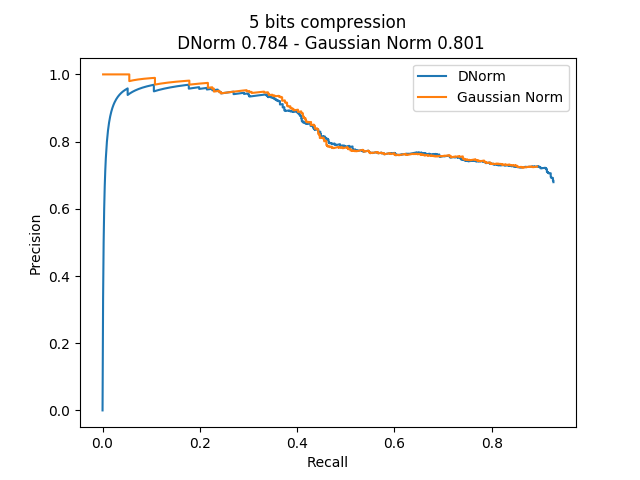 5 bits compression
DNorm 0.784 - Gaussian Norm 0.801
DNorm
Gaussian Norm
1.0
0.8
0.6
0.4
0.2
0.0
Precision
0.0 0.2 0.4 0.6 0.8
Recall